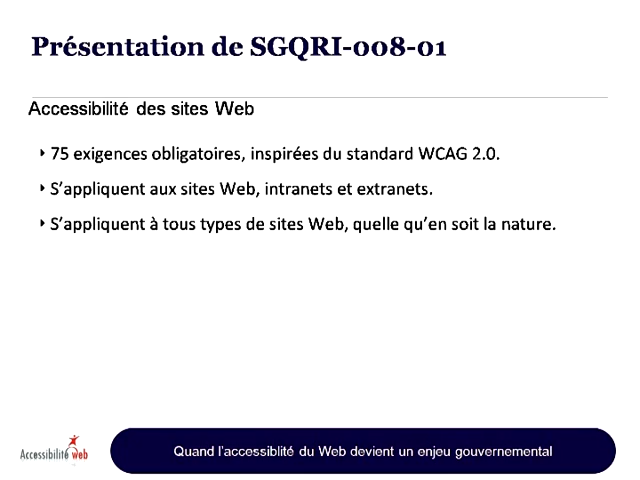 Présentation de SGQRI-008-01
Accessibilité des sites Web
‣ 75 exigences obligatoires, inspirées du standard WCAG 2.0.
‣ S'appliquent aux sites Web, intranets et extranets.
‣ S'appliquent à tous types de sites Web, quelle qu'en soit la nature.
Accessibilité web
Quand l'accessiblité du Web devient un enjeu gouvernemental